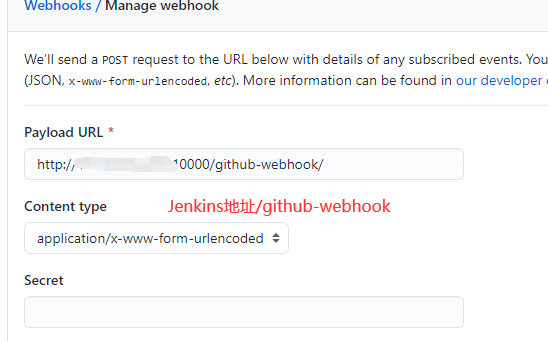 Webhooks / Manage webhook
We'll send a POST request to the URL below with details of any subscribed events. You
(JSON, x-www-form-urlencoded, etc). More information can be found in our developer
Payload URL *
http:/ 10000/github-webhook/
Content type
Jenkins地址/github-webhook
application/x-www-form-urlencoded
Secret